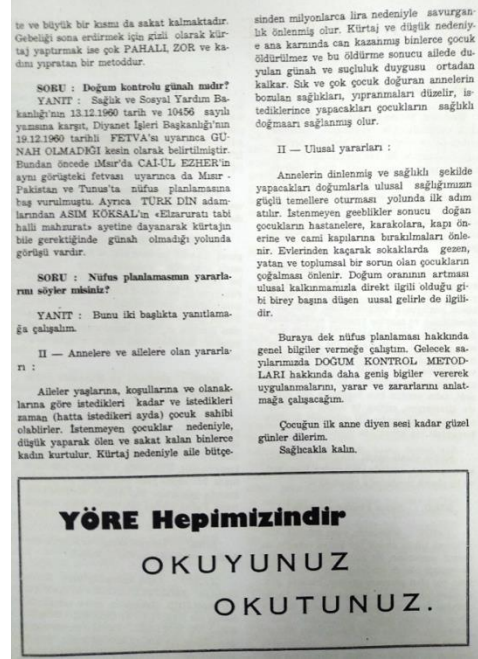 te ve büyük bir kısmı da sakat kalmaktadır.
Gebeliği sona erdirmek için gizli olarak kür-
taj yaptırmak ise çok PAHALI, ZOR ve ka-
dını yıpratan bir metoddur.
SORU : Doğum kontrolu günah mıdır?
YANIT : Sağlık ve Sosyal Yardım Ba-
kanlığı'nın 13.12.1960 tarih ve 10456 sayılı
yazısına karşıt, Diyanet İşleri Başkanlığı'nın
19.12.1960 tarihli FETVA'sı uyarınca GÜ-
NAH OLMADIĞI kesin olarak belirtilmiştir.
Bundan öncede ıMsır'da CAİ-ÜL EZHER'in
aynı görüşteki fetvası uyarınca da Mısır -
Pakistan ve Tunus'ta nüfus planlamasına
baş vurulmuştu. Ayrıca TÜRK DİN adam-
larından ASIM KÖKSAL'ın «Elzaruratı tabi
halli mahzurat» ayetine dayanarak kürtajın
bile gerektiğinde günah olmadığı yolunda
görüşü vardır.
SORU : Nüfus planlamasının yararla-
rını söyler misiniz?
YANIT : Bunu iki başlıkta yanıtlama-
ğa çalışalım.
II — Annelere ve ailelere olan yararla-
rı :
Aileler yaşlarına, koşullarına ve olanak-
larına göre istedikleri kadar ve istedikleri
zaman (hatta istedikeri ayda) çocuk sahibi
olablirler. İstenmeyen çocuklar nedeniyle,
düşük yaparak ölen ve sakat kalan binlerce
kadın kurtulur. Kürtaj nedeniyle aile bütçe-
sinden milyonlarca lira nedeniyle savurgan-
lık önlenmiş olur. Kürtaj ve düşük nedeniy-
e ana karnında can kazanmış binlerce çocuk
öldürülmez ve bu öldürme sonucu ailede du-
yulan günah ve suçluluk duygusu ortadan
kalkar. Sık ve çok çocuk doğuran annelerin
bozulan sağlıkları, yıpranmaları düzelir, is-
tediklerince yapacakları çocukların sağlıklı
doğmaarı sağlanmış olur.
II — Ulusal yararları :
Annelerin dinlenmiş ve sağlıklı şekilde
yapacakları doğumlarla ulusal sağlığımızın
güçlü temellere oturması yolunda ilk adım
atılır. İstenmeyen geeblikler sonucu doğan
çocukların hastanelere, karakolara, kapı ön-
erine ve cami kapılarına bırakılmaları önle-
nir. Evlerinden kaçarak sokaklarda gezen,
yatan ve toplumsal bir sorun olan çocukların
çoğalması önlenir. Doğum oranının artması
ulusal kalkınmamızla direkt ilgili olduğu gi-
bi birey başına düşen uusal gelirle de ilgili-
dir.
Buraya dek nüfus planlaması hakkında
genel bilgiler vermeğe çalıştım. Gelecek sa-
yılarımızda DOĞUM KONTROL METOD-
LARI hakkında daha geniş bigiler vererek
uygulanmalarını, yarar ve zararlarını anlat-
mağa çalışacağım.
Çocuğun ilk anne diyen sesi kadar güzel
günler dilerim.
Sağlıcakla kalın.
YÖRE Hepimizindir
OKUYUNUZ
OKUTUNUZ.